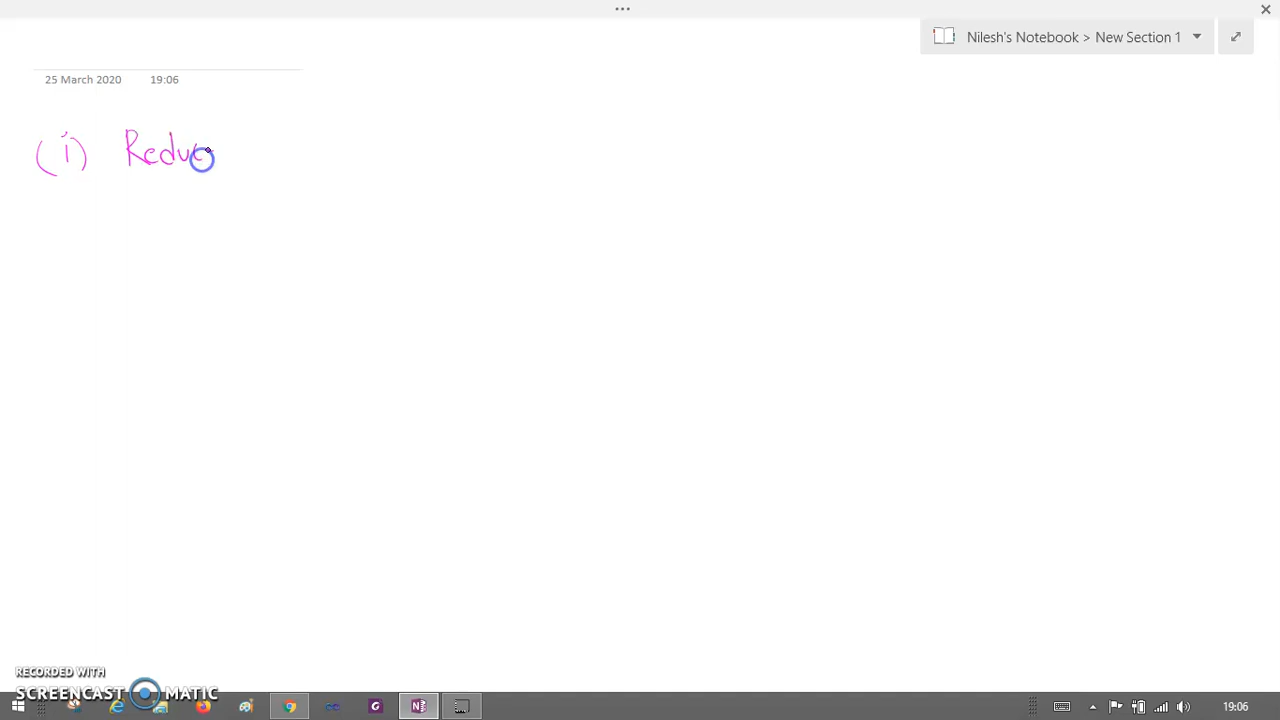 Nilesh's Notebook > New Section 1
25 March 2020 19:06
(i) Reduc
RECORDED WITH
SCREENCAST MATIC
19:06